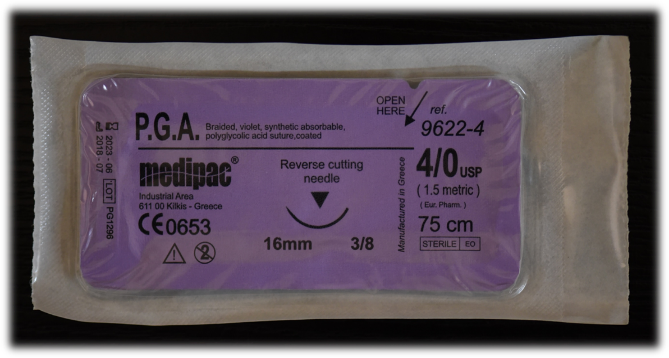 P.G.A.
Braided, violet, synthetic absorbable,
polyglycolic acid suture,coated
OPEN
HERE
ref.
9622-4
medipac®
Industrial Area
611 00 Kilkis - Greece
CE0653
Reverse cutting
needle
16mm 3/8
Manufactured in Greece
4/0 USP
( 1.5 metric )
( Eur. Pharm. )
75 cm
STERILE EO
2023 - 06
2018 - 07
LOT PG1296
2